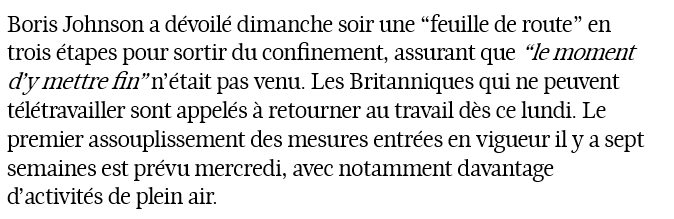 Boris Johnson a dévoilé dimanche soir une “feuille de route” en
trois étapes pour sortir du confinement, assurant que “le moment
d’y mettre fin” n’était pas venu. Les Britanniques qui ne peuvent
télétravailler sont appelés à retourner au travail dès ce lundi. Le
premier assouplissement des mesures entrées en vigueur il y a sept
semaines est prévu mercredi, avec notamment davantage
d’activités de plein air.